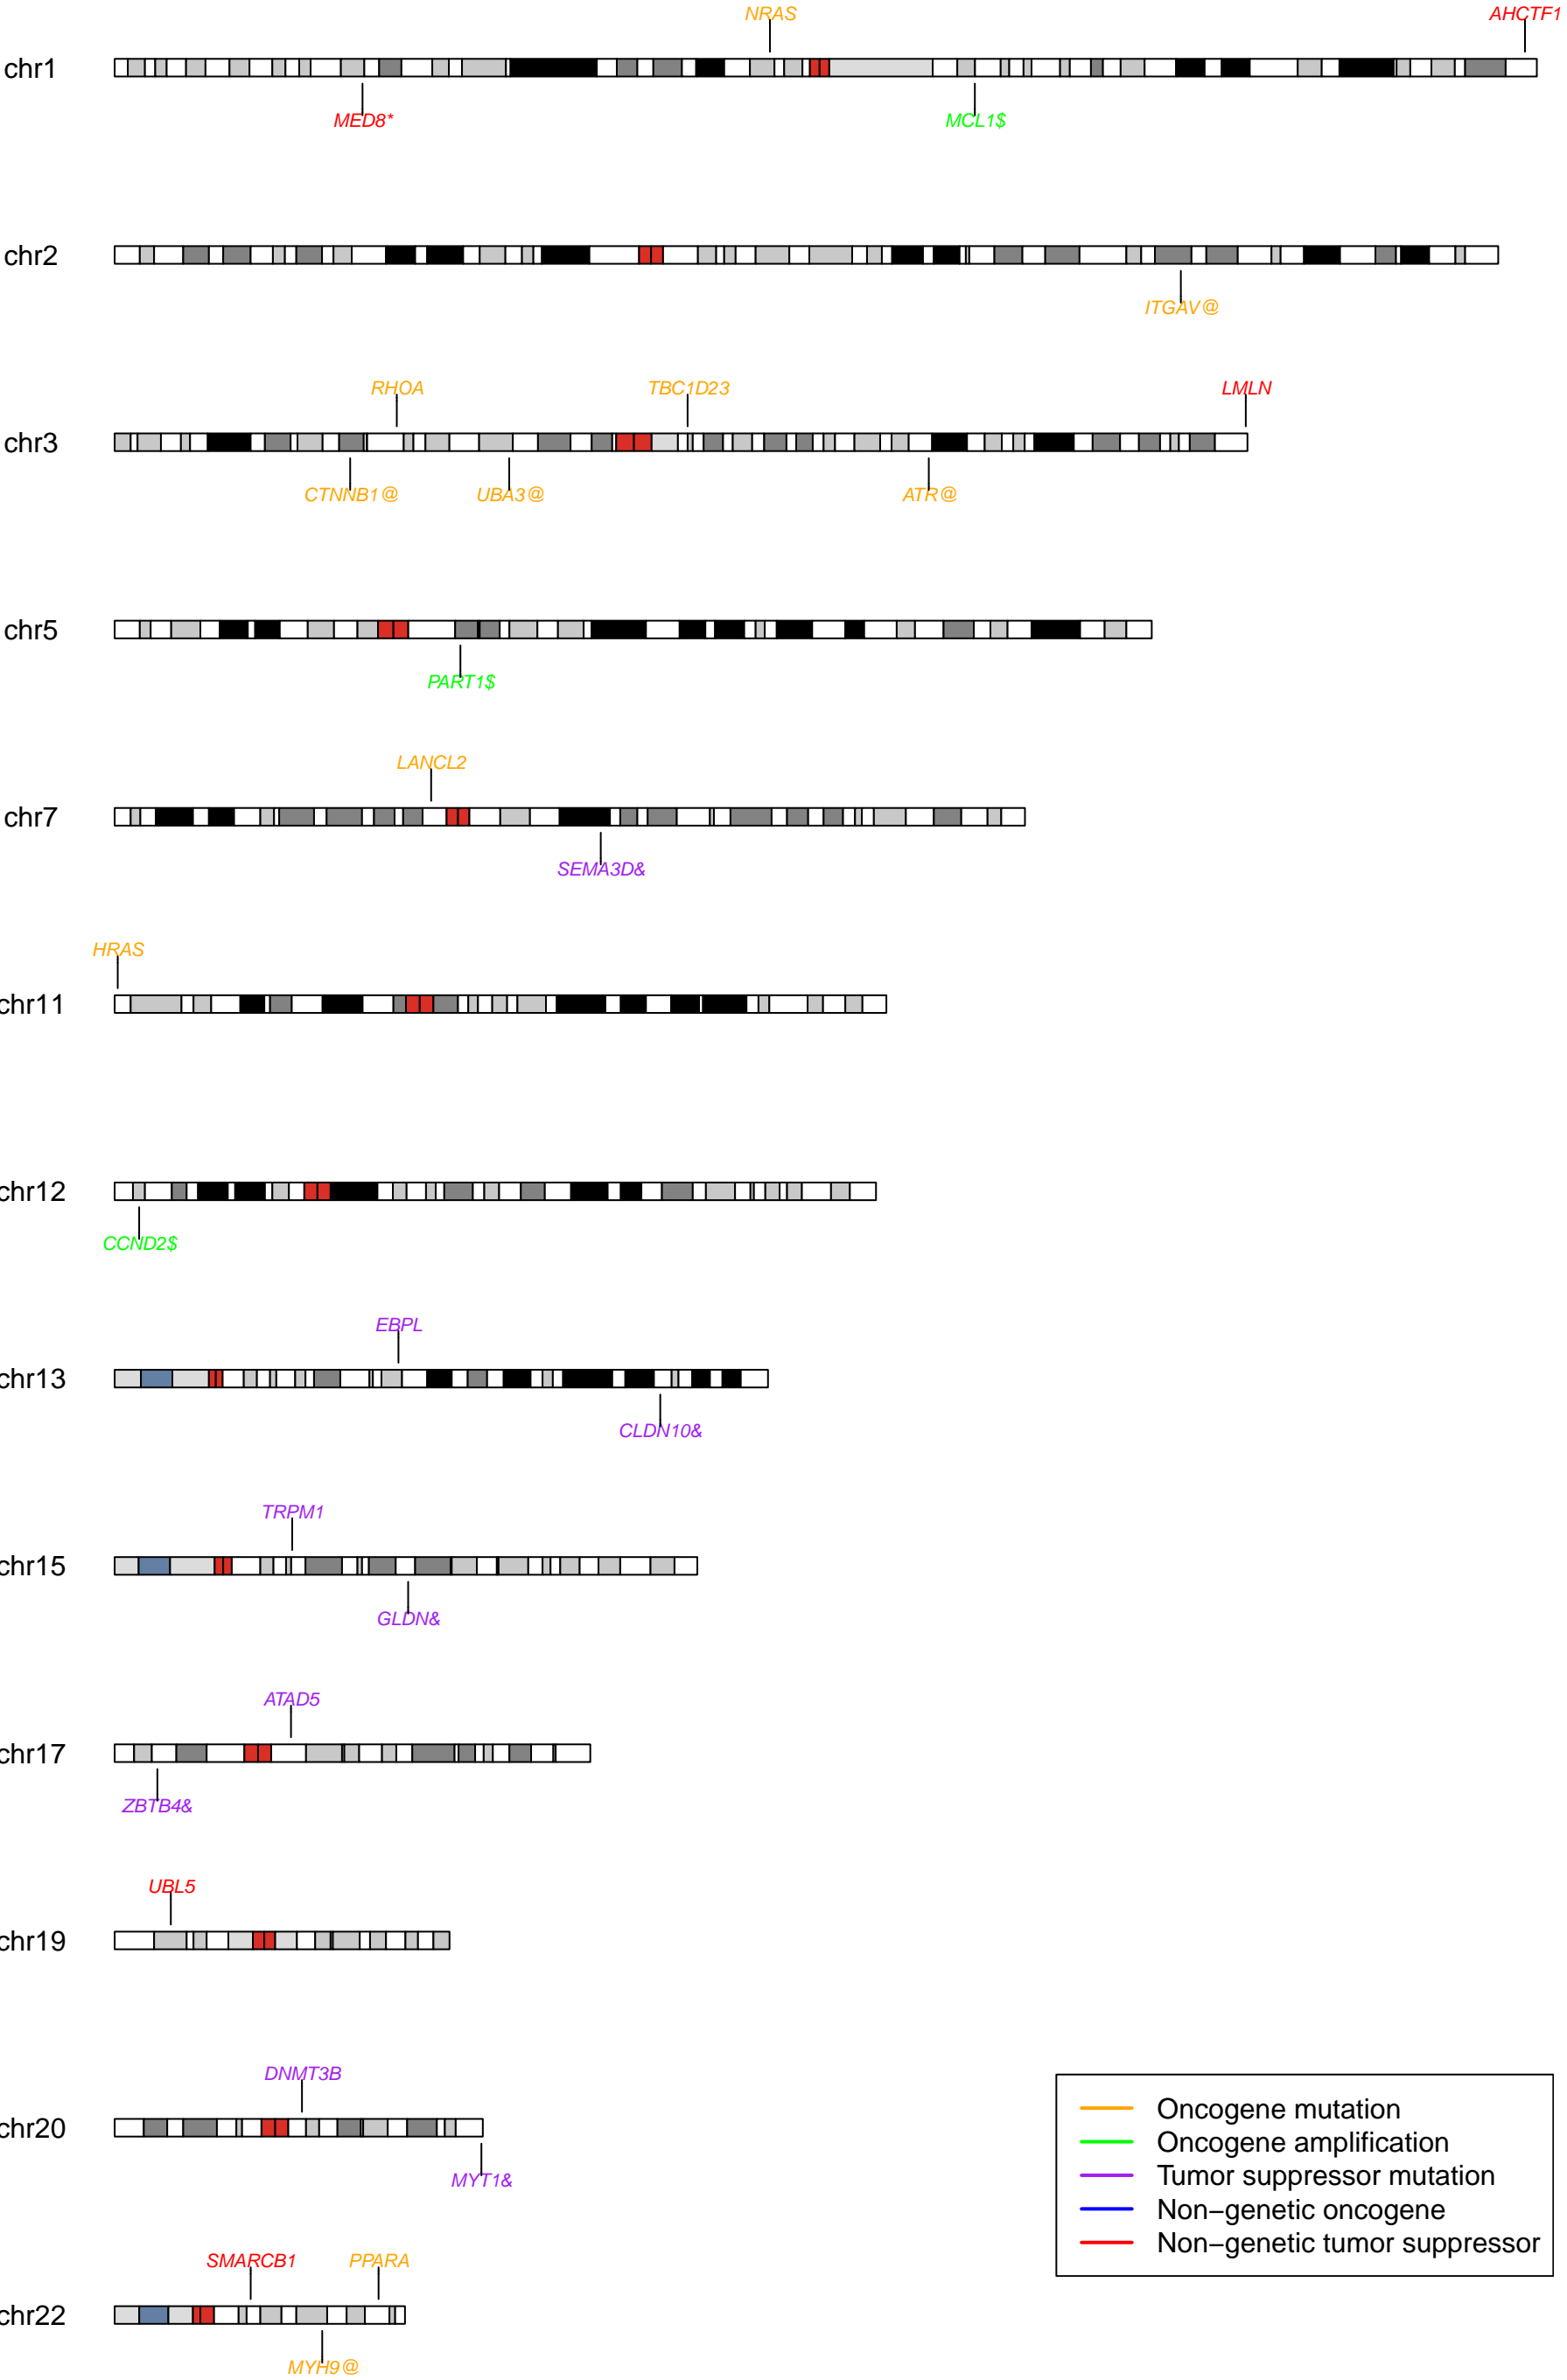 NRAS AHCTF1
chr1
MED8* MCL1$
chr2
ITGAV@
RHOA TBC1D23 LMLN
chr3
CTNNB1@ UBA3@ ATR@
chr5
PART1$
LANCL2
chr7
SEMA3D&
HRAS
chr11
chr12
CCND2$
EBPL
chr13
CLDN10&
TRPM1
chr15
GLDN&
ATAD5
chr17
ZBTB4&
UBL5
chr19
DNMT3B
chr20
MYT1&
Oncogene mutation
Oncogene amplification
Tumor suppressor mutation
Non−genetic oncogene
Non−genetic tumor suppressor
SMARCB1 PPARA
chr22
MYH9@